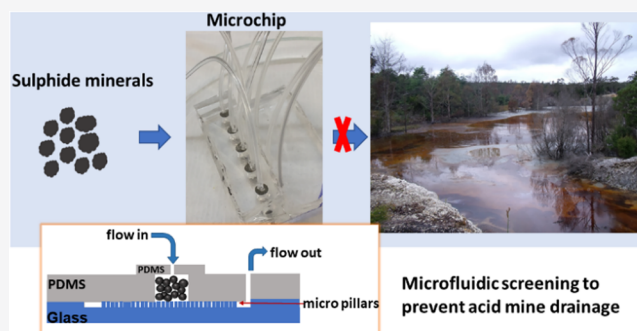 Microchip
Sulphide minerals
flow in
flow out
PDMS
PDMS
micro pillars
Glass
Microfluidic screening to
prevent acid mine drainage